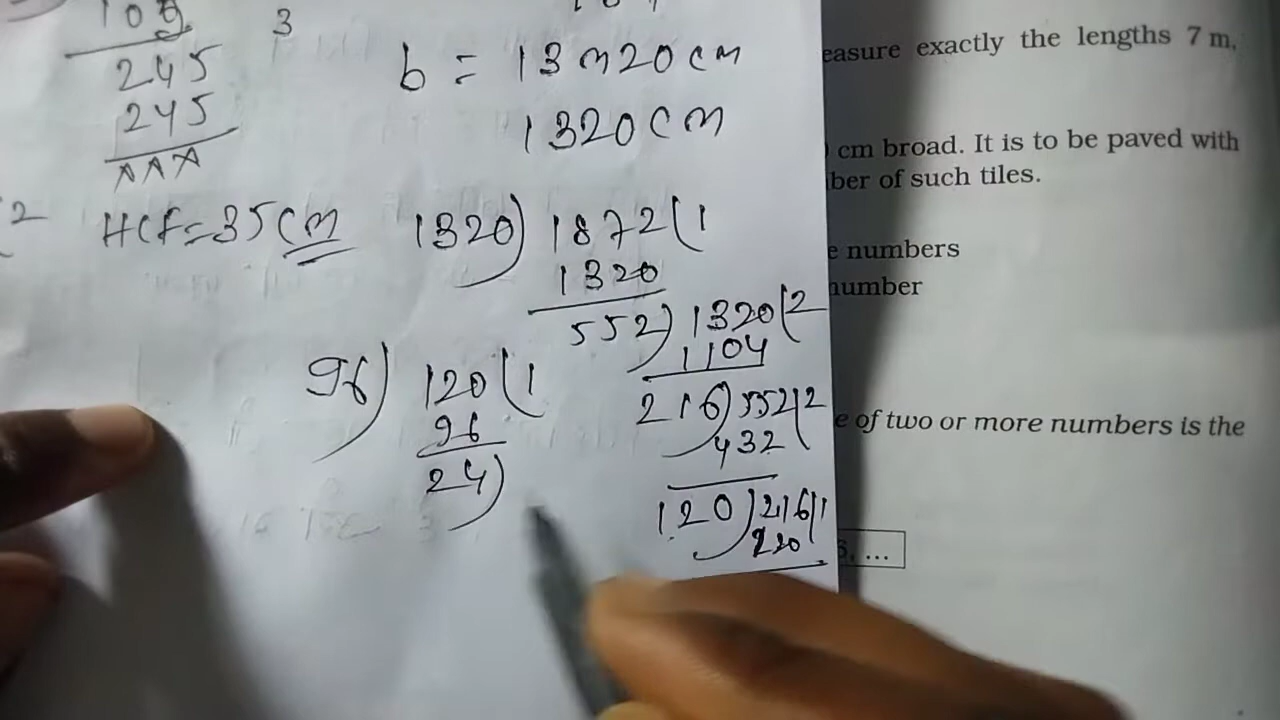 109
3
245
245
b = 13 m 20 cm
1320 cm
HCF = 35 cm
1320) 1872 (1
1320
552) 1320 (2
1104
216) 552 (2
432
120) 216 (1
120
96) 120 (1
96
24)
easure exactly the lengths 7 m,
cm broad. It is to be paved with
ber of such tiles.
e numbers
number
e of two or more numbers is the
, ...